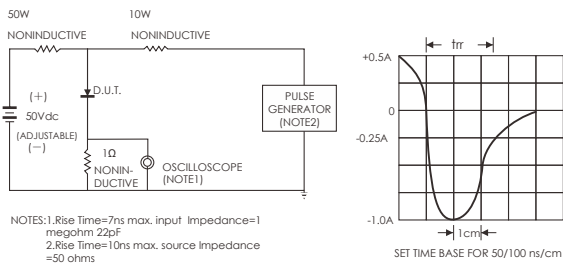 50W
10W
NONINDUCTIVE
NONINDUCTIVE
D.U.T.
(+)
50Vdc
(ADJUSTABLE)
(−)
PULSE
GENERATOR
(NOTE2)
1Ω
NONIN-
DUCTIVE
OSCILLOSCOPE
(NOTE1)
NOTES:1.Rise Time=7ns max. input Impedance=1
megohm 22pF
2.Rise Time=10ns max. source Impedance
=50 ohms
trr
+0.5A
0
-0.25A
-1.0A
1cm
SET TIME BASE FOR 50/100 ns/cm